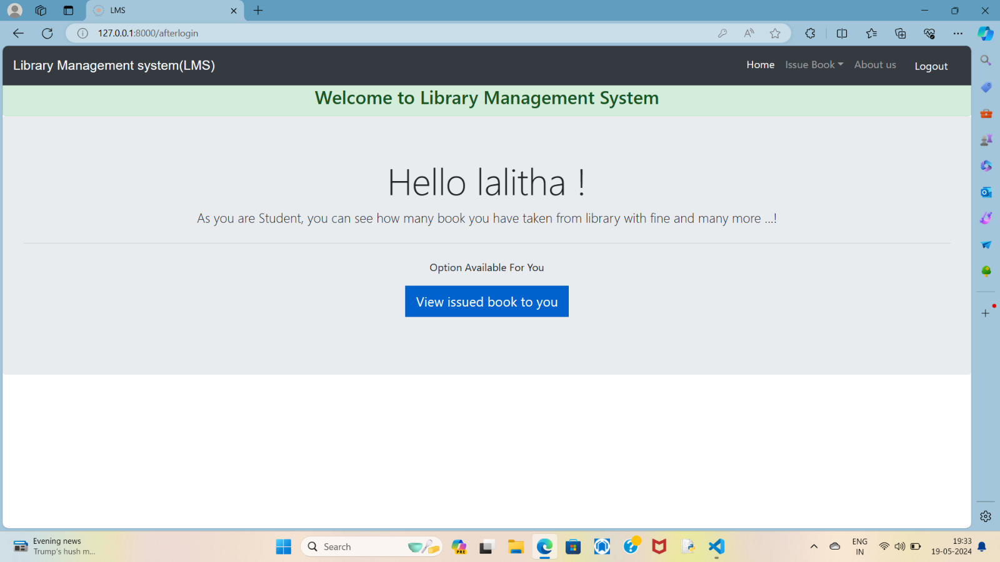 LMS
127.0.0.1:8000/afterlogin
Library Management system(LMS)
Home Issue Book About us Logout
Welcome to Library Management System
Hello lalitha !
As you are Student, you can see how many book you have taken from library with fine and many more ...!
Option Available For You
View issued book to you
Evening news
Trump's hush m...
Search
PRE
ENG
IN
19:33
19-05-2024